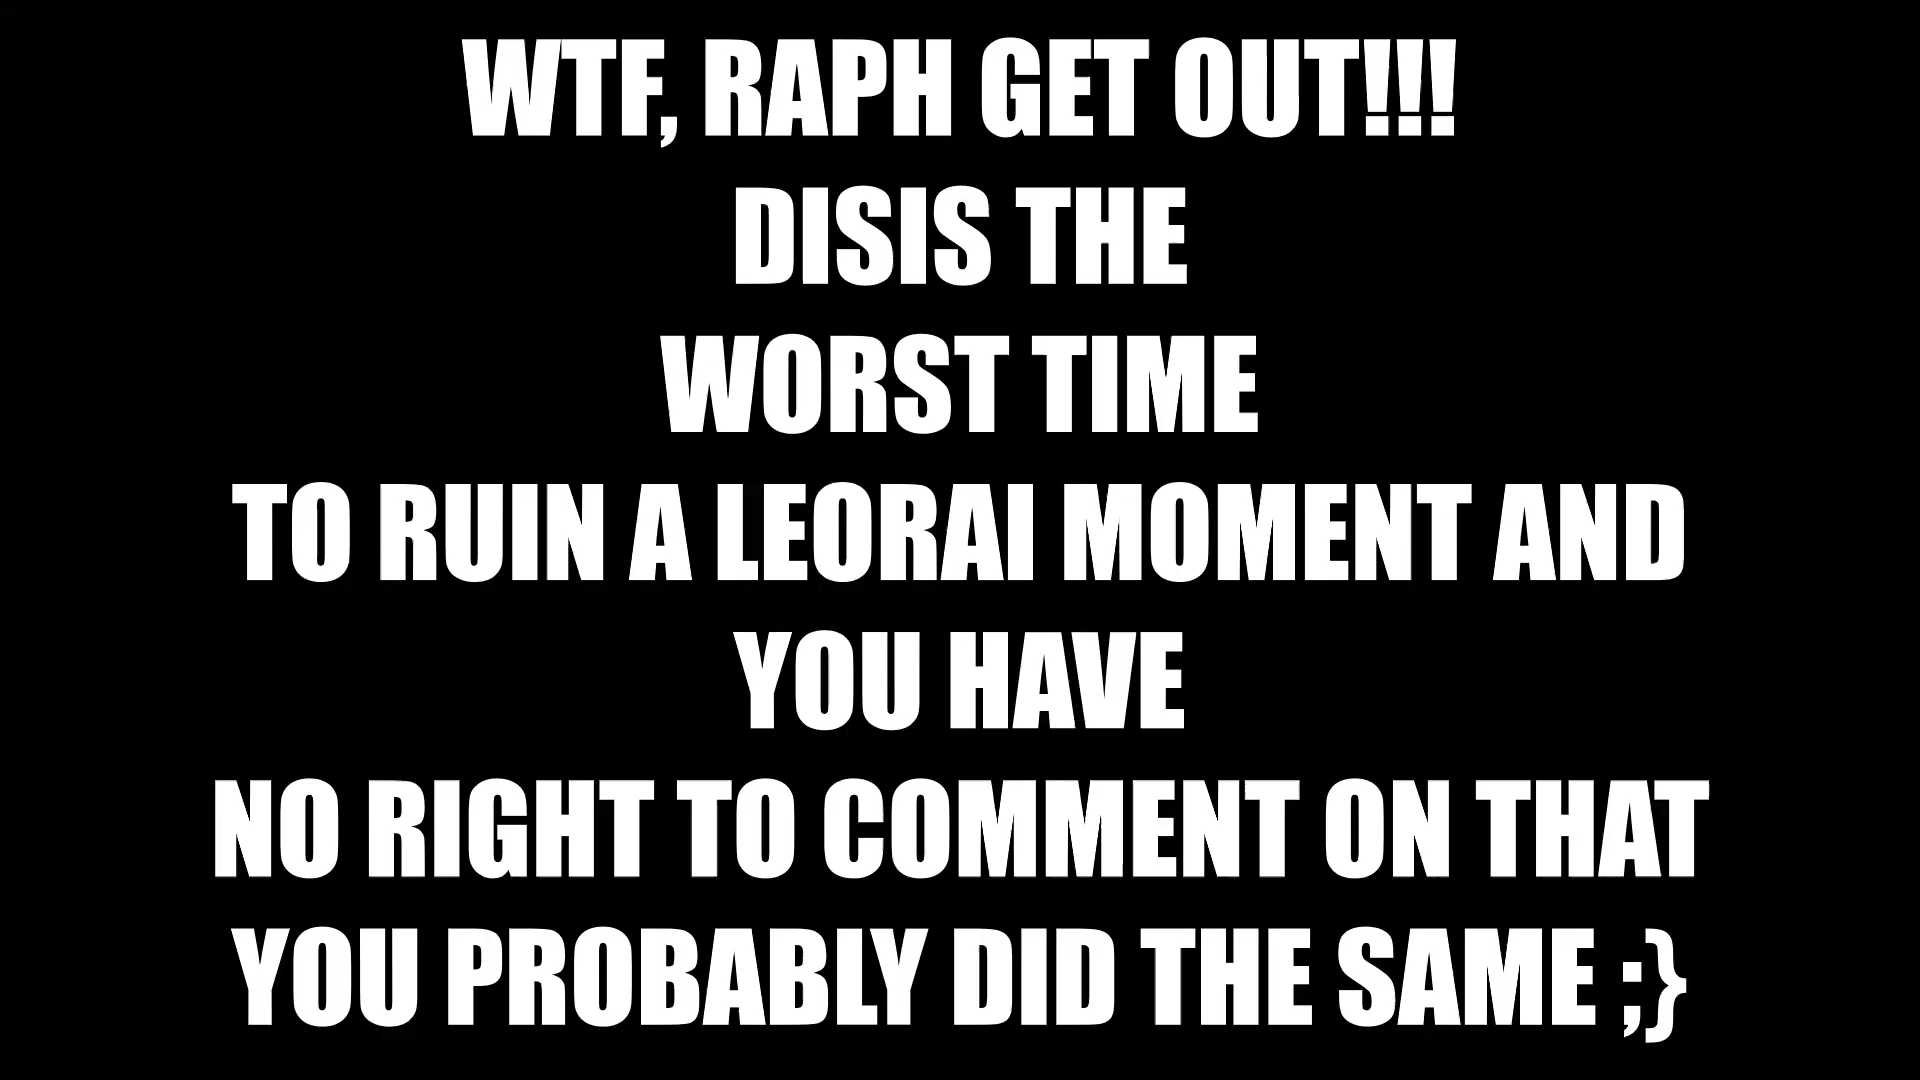 WTF, RAPH GET OUT!!!
DISIS THE
WORST TIME
TO RUIN A LEORAI MOMENT AND
YOU HAVE
NO RIGHT TO COMMENT ON THAT
YOU PROBABLY DID THE SAME ;}